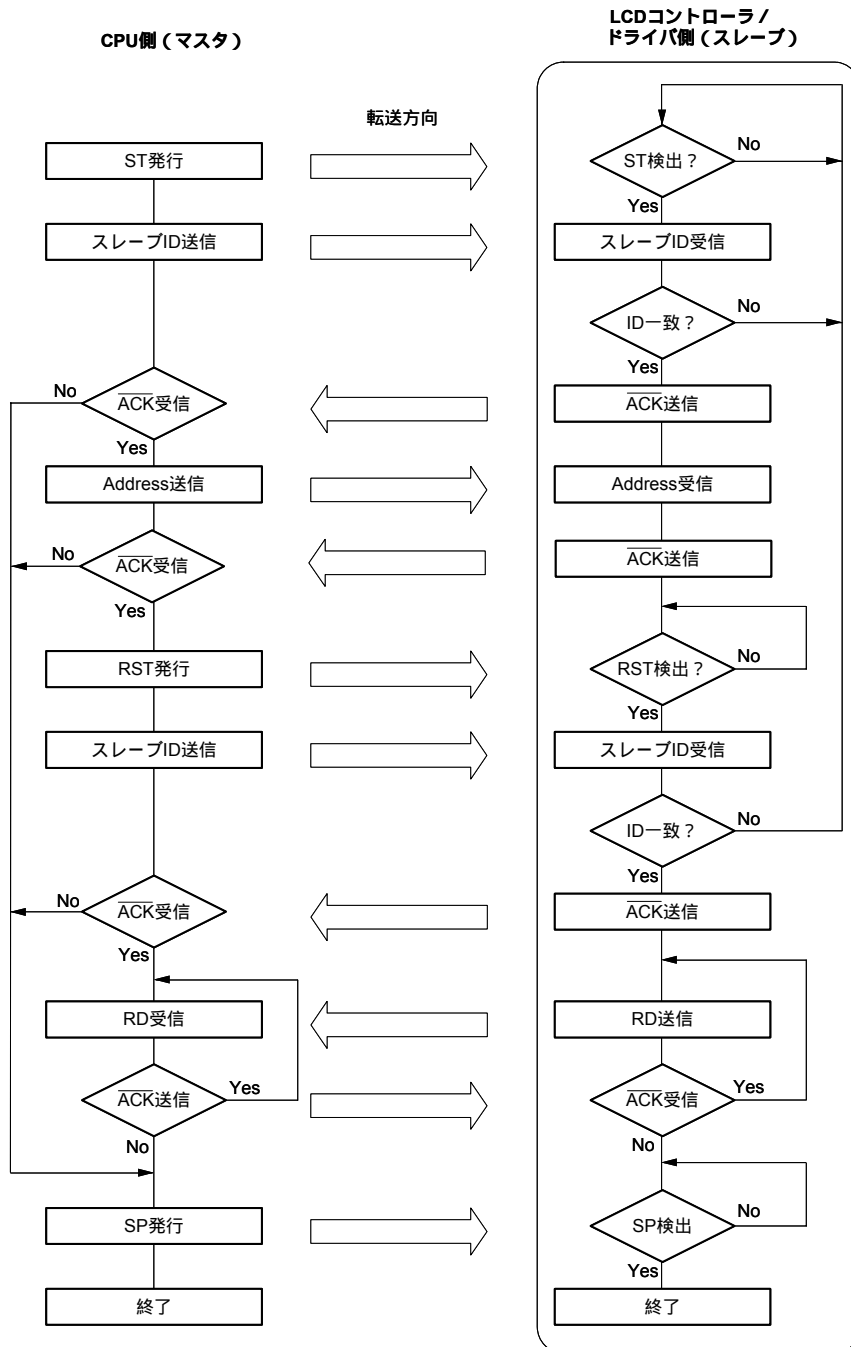 CPU側（マスタ）
LCDコントローラ／
ドライバ側（スレーブ）
転送方向
ST発行
ST検出？
No
Yes
スレーブID送信
スレーブID受信
ID一致？
No
Yes
No
ACK受信
ACK送信
Yes
Address送信
Address受信
No
ACK受信
ACK送信
Yes
RST発行
RST検出？
No
Yes
スレーブID送信
スレーブID受信
ID一致？
No
Yes
No
ACK受信
ACK送信
Yes
RD受信
RD送信
ACK送信
Yes
ACK受信
Yes
No
No
SP発行
SP検出
No
Yes
終了
終了